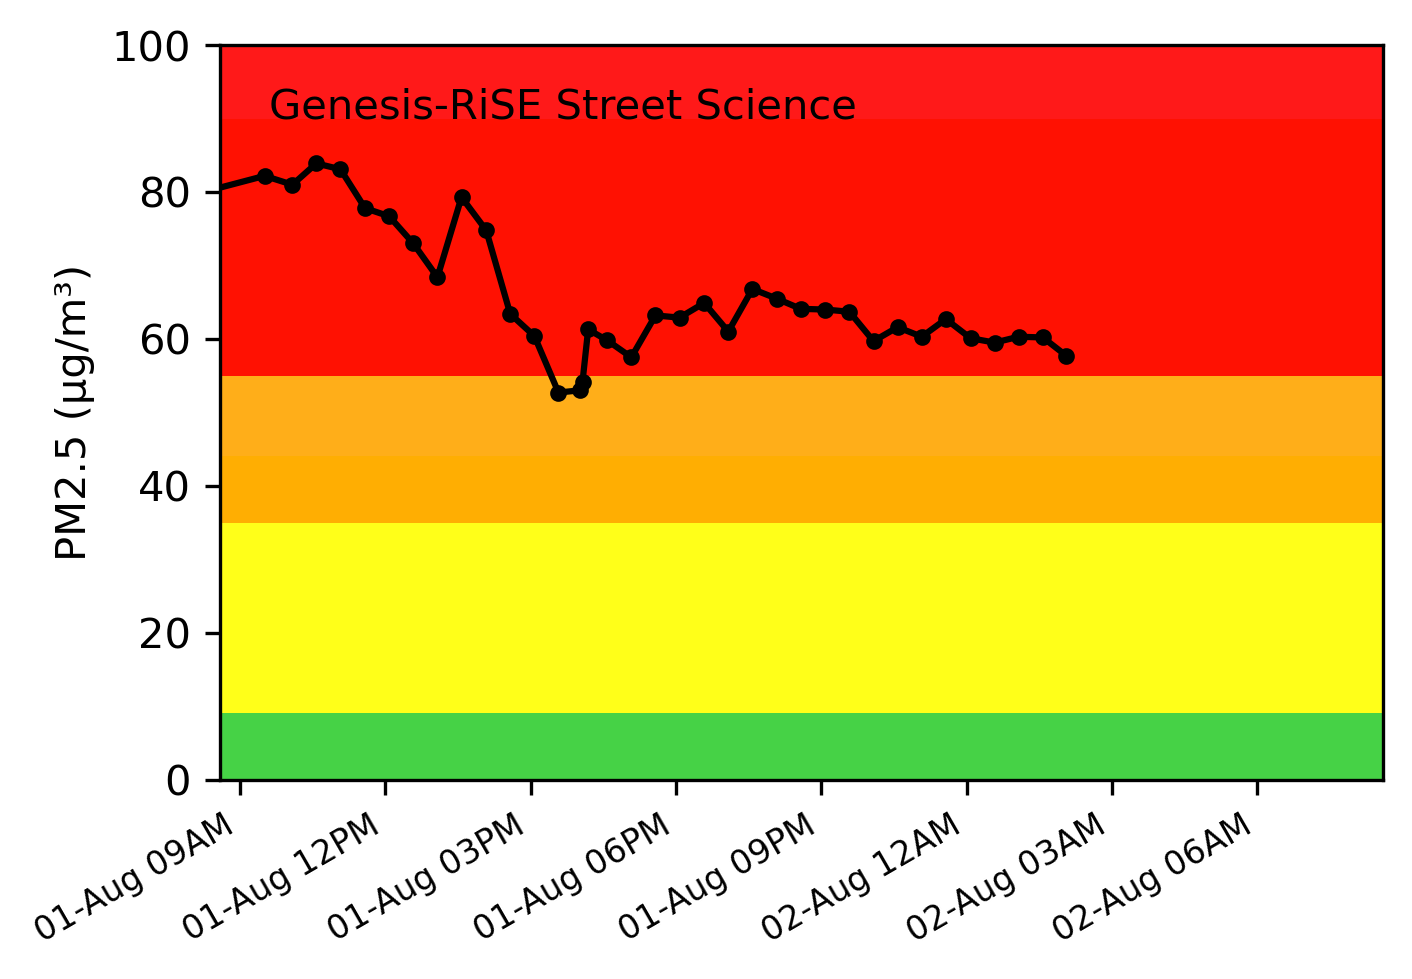 100
Genesis-RiSE Street Science
80
60
40
20
0
PM2.5 (µg/m³)
01-Aug 09AM
01-Aug 12PM
01-Aug 03PM
01-Aug 06PM
01-Aug 09PM
02-Aug 12AM
02-Aug 03AM
02-Aug 06AM